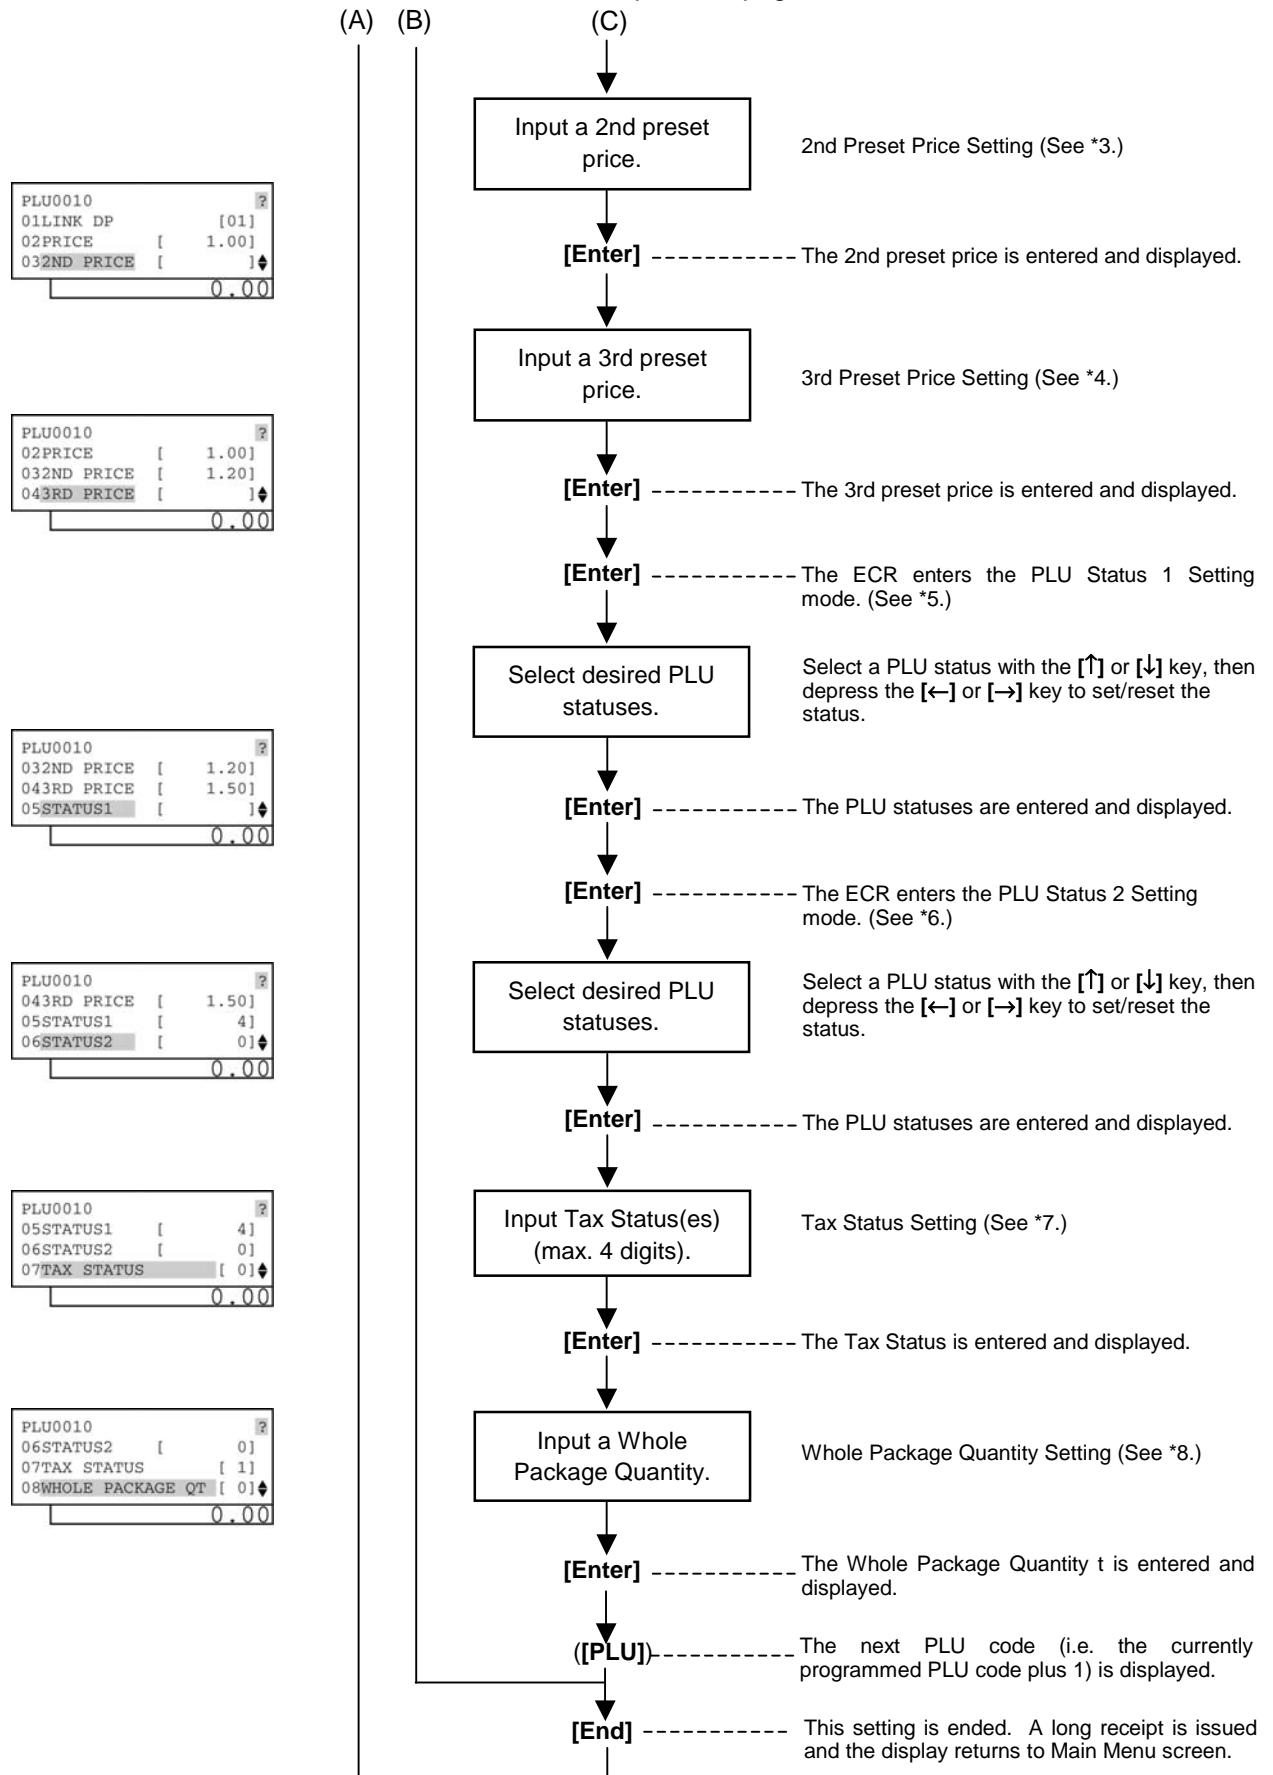 (A) (B) (C)
Input a 2nd preset
price.
2nd Preset Price Setting (See *3.)
PLU0010 ?
01LINK DP [01]
02PRICE [ 1.00]
032ND PRICE [ ]
0.00
[Enter]
The 2nd preset price is entered and displayed.
Input a 3rd preset
price.
3rd Preset Price Setting (See *4.)
PLU0010 ?
02PRICE [ 1.00]
032ND PRICE [ 1.20]
043RD PRICE [ ]
0.00
[Enter]
The 3rd preset price is entered and displayed.
[Enter]
The ECR enters the PLU Status 1 Setting
mode. (See *5.)
Select desired PLU
statuses.
Select a PLU status with the [↑] or [↓] key, then
depress the [←] or [→] key to set/reset the
status.
PLU0010 ?
032ND PRICE [ 1.20]
043RD PRICE [ 1.50]
05STATUS1 [ ]
0.00
[Enter]
The PLU statuses are entered and displayed.
[Enter]
The ECR enters the PLU Status 2 Setting
mode. (See *6.)
Select desired PLU
statuses.
Select a PLU status with the [↑] or [↓] key, then
depress the [←] or [→] key to set/reset the
status.
PLU0010 ?
043RD PRICE [ 1.50]
05STATUS1 [ 4]
06STATUS2 [ 0]
0.00
[Enter]
The PLU statuses are entered and displayed.
Input Tax Status(es)
(max. 4 digits).
Tax Status Setting (See *7.)
PLU0010 ?
05STATUS1 [ 4]
06STATUS2 [ 0]
07TAX STATUS [ 0]
0.00
[Enter]
The Tax Status is entered and displayed.
Input a Whole
Package Quantity.
Whole Package Quantity Setting (See *8.)
PLU0010 ?
06STATUS2 [ 0]
07TAX STATUS [ 1]
08WHOLE PACKAGE QT [ 0]
0.00
[Enter]
The Whole Package Quantity t is entered and
displayed.
([PLU])
The next PLU code (i.e. the currently
programmed PLU code plus 1) is displayed.
[End]
This setting is ended. A long receipt is issued
and the display returns to Main Menu screen.